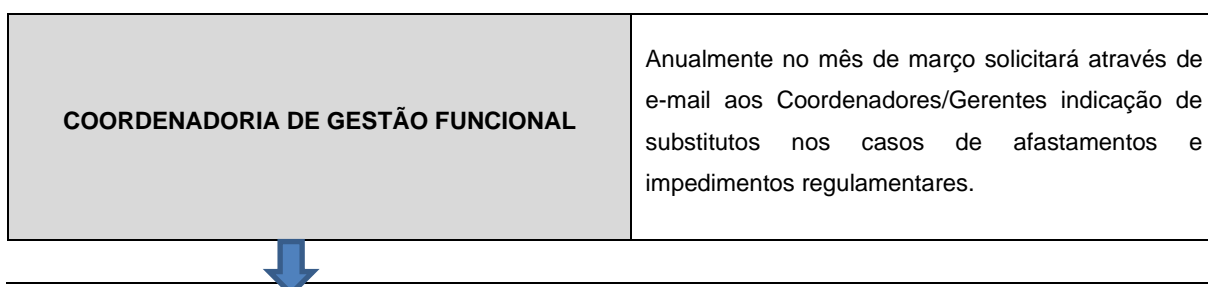 COORDENADORIA DE GESTÃO FUNCIONAL
Anualmente no mês de março solicitará através de
e-mail aos Coordenadores/Gerentes indicação de
substitutos nos casos de afastamentos e
impedimentos regulamentares.